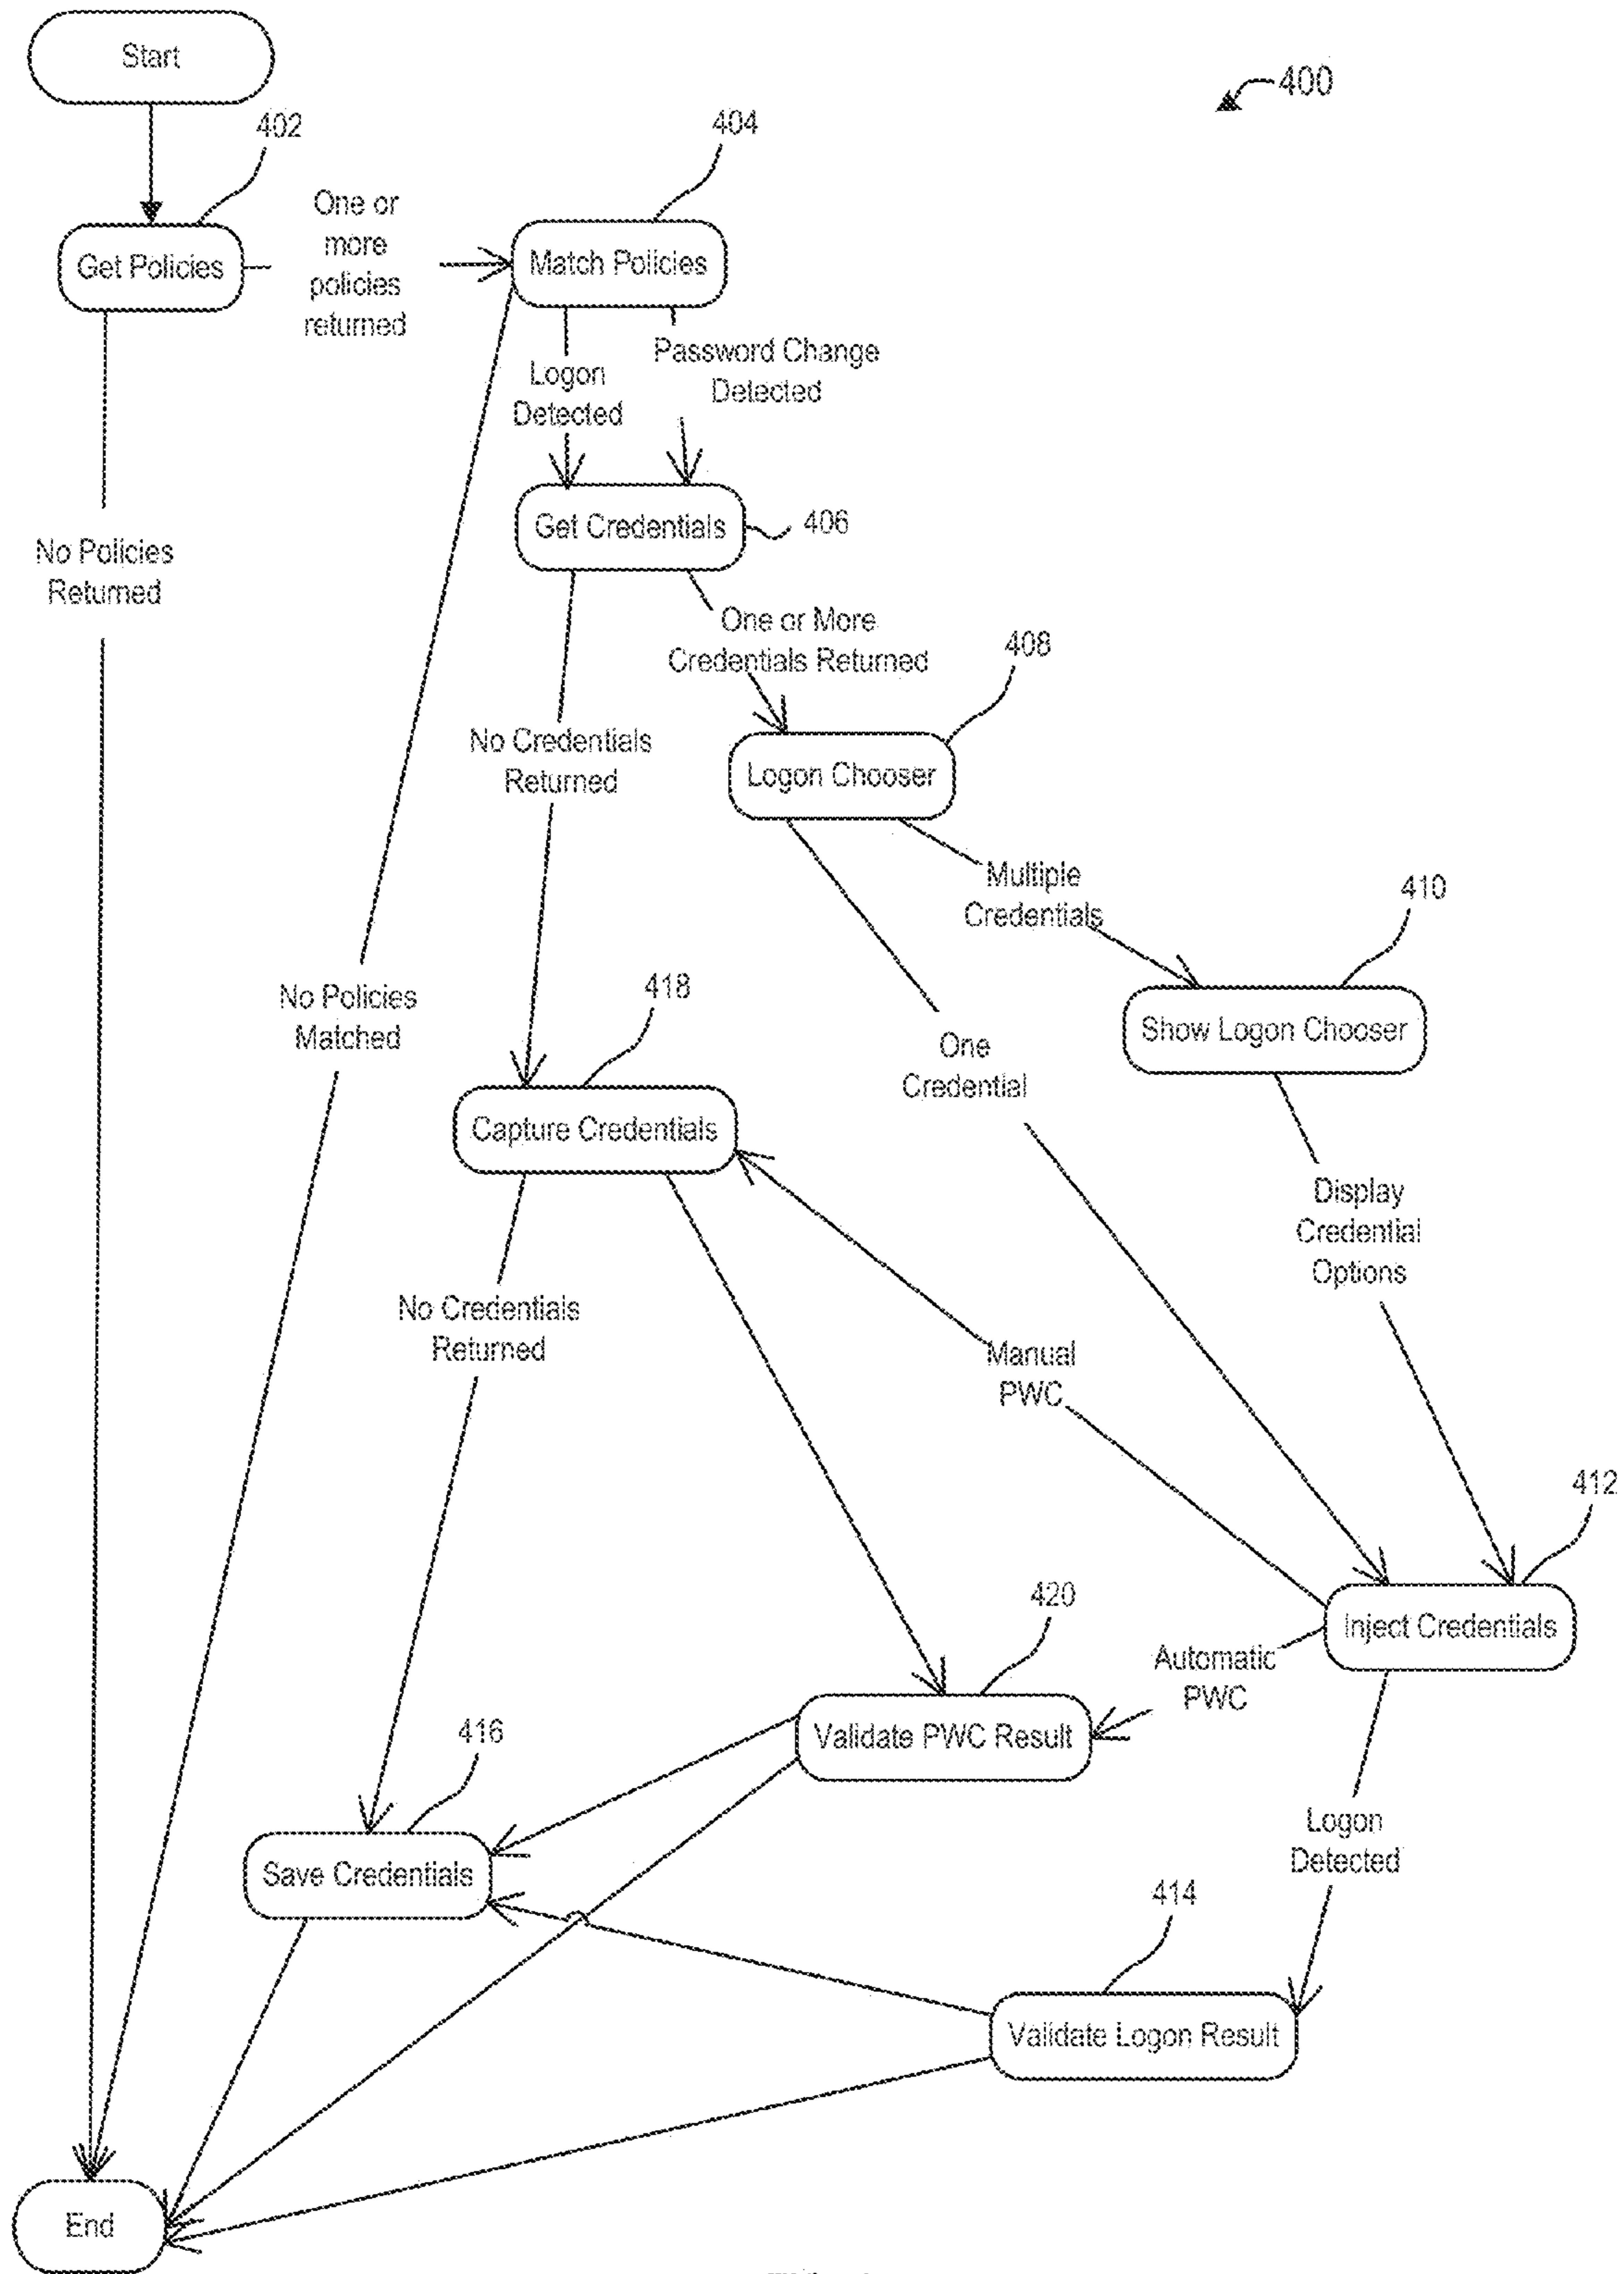 Start
400
402
404
One or
more
policies
returned
Get Policies
Match Policies
Password Change
Detected
Logon
Detected
Get Credentials
406
No Policies
Returned
One or More
Credentials Returned
408
No Credentials
Returned
Logon Chooser
Multiple
Credentials
410
No Policies
Matched
418
Show Logon Chooser
One
Credential
Capture Credentials
Display
Credential
Options
No Credentials
Returned
Manual
PWC
412
Inject Credentials
420
Automatic
PWC
Validate PWC Result
416
Logon
Detected
Save Credentials
414
Validate Logon Result
End